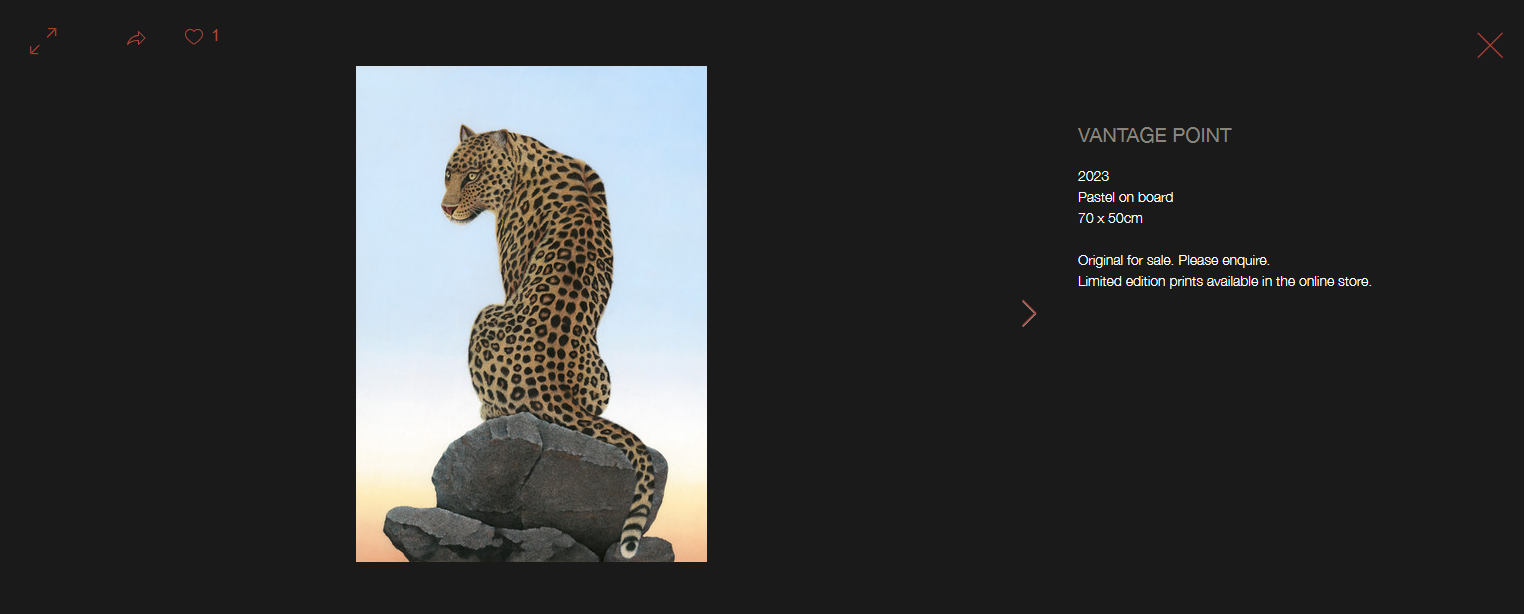 1
VANTAGE POINT
2023
Pastel on board
70 x 50cm
Original for sale. Please enquire.
Limited edition prints available in the online store.